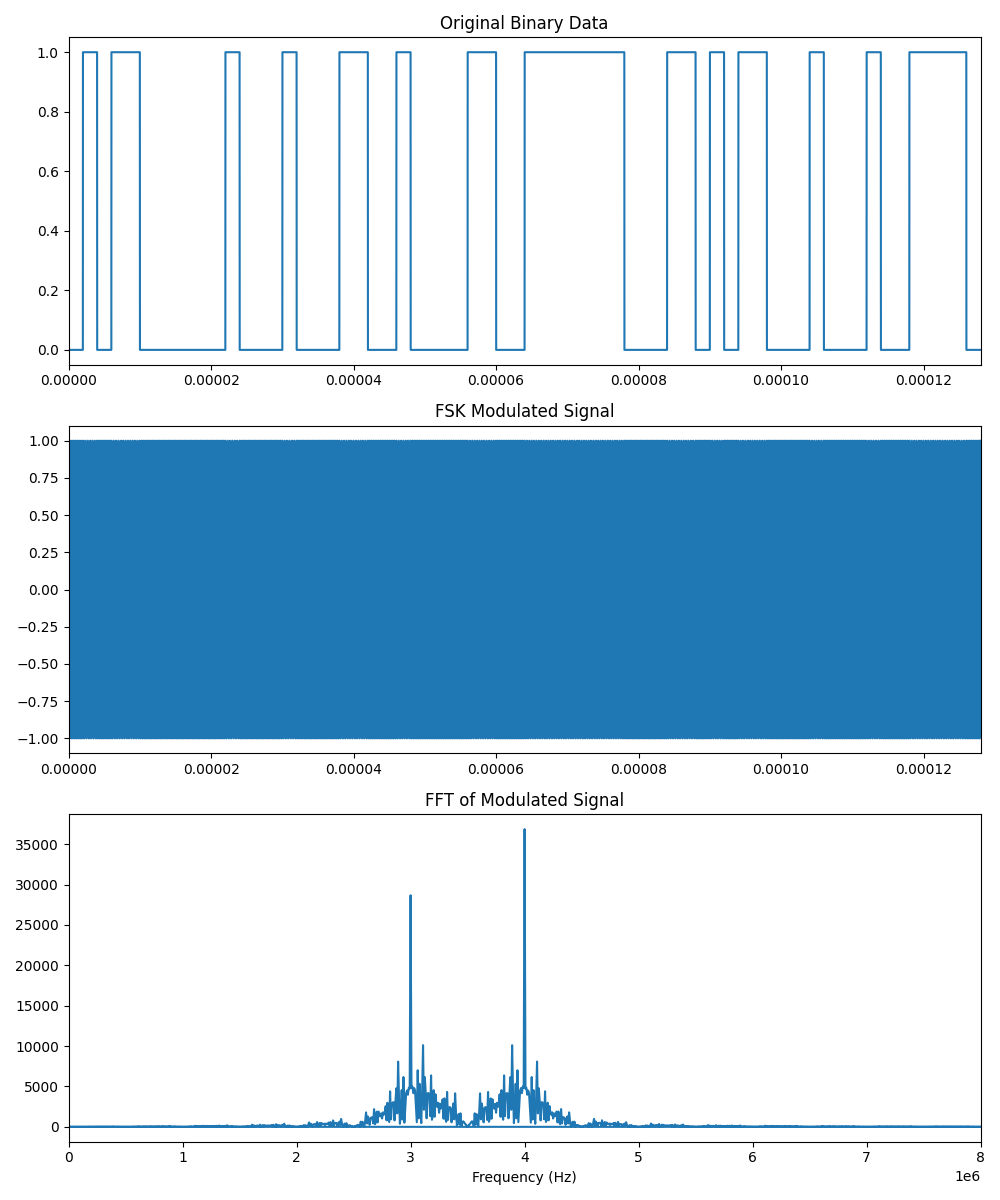 Original Binary Data
1.0
0.8
0.6
0.4
0.2
0.0
0.00000 0.00002 0.00004 0.00006 0.00008 0.00010 0.00012
FSK Modulated Signal
1.00
0.75
0.50
0.25
0.00
−0.25
−0.50
−0.75
−1.00
0.00000 0.00002 0.00004 0.00006 0.00008 0.00010 0.00012
FFT of Modulated Signal
35000
30000
25000
20000
15000
10000
5000
0
0 1 2 3 4 5 6 7 8
Frequency (Hz)
1e6